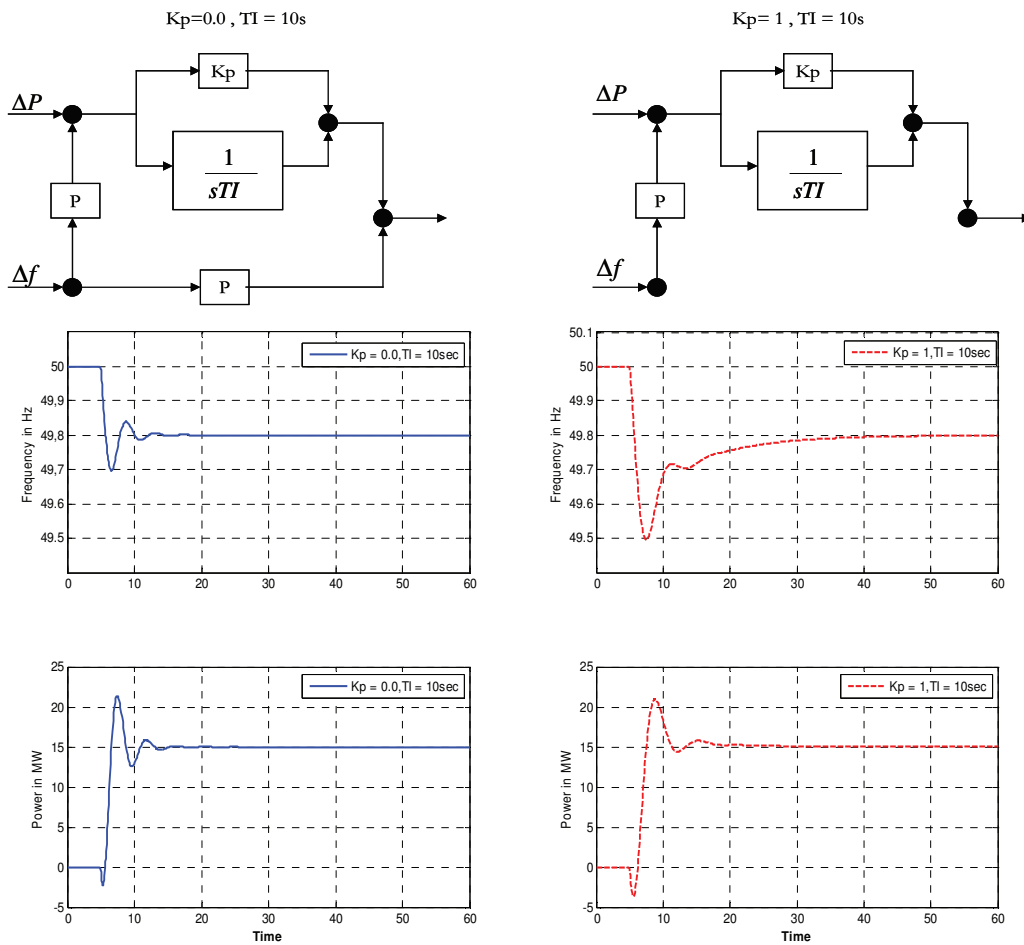 Kp=0.0 , TI = 10s
Kp
ΔP
1
sTI
P
Δf
P
Kp= 1 , TI = 10s
Kp
ΔP
1
sTI
P
Δf
Kp = 0.0,TI = 10sec
50
49.9
49.8
49.7
49.6
49.5
Frequency in Hz
0 10 20 30 40 50 60
Kp = 1,TI = 10sec
50.1
50
49.9
49.8
49.7
49.6
49.5
Frequency in Hz
0 10 20 30 40 50 60
Kp = 0.0,TI = 10sec
25
20
15
10
5
0
-5
Power in MW
0 10 20 30 40 50 60
Time
Kp = 1,TI = 10sec
25
20
15
10
5
0
-5
Power in MW
0 10 20 30 40 50 60
Time